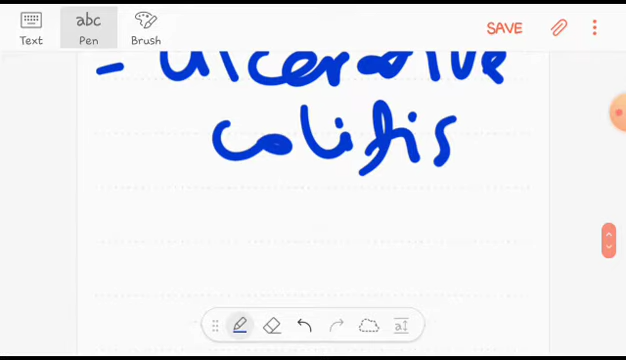 Text
abc
Pen
Brush
SAVE
- Ulcerative
colitis